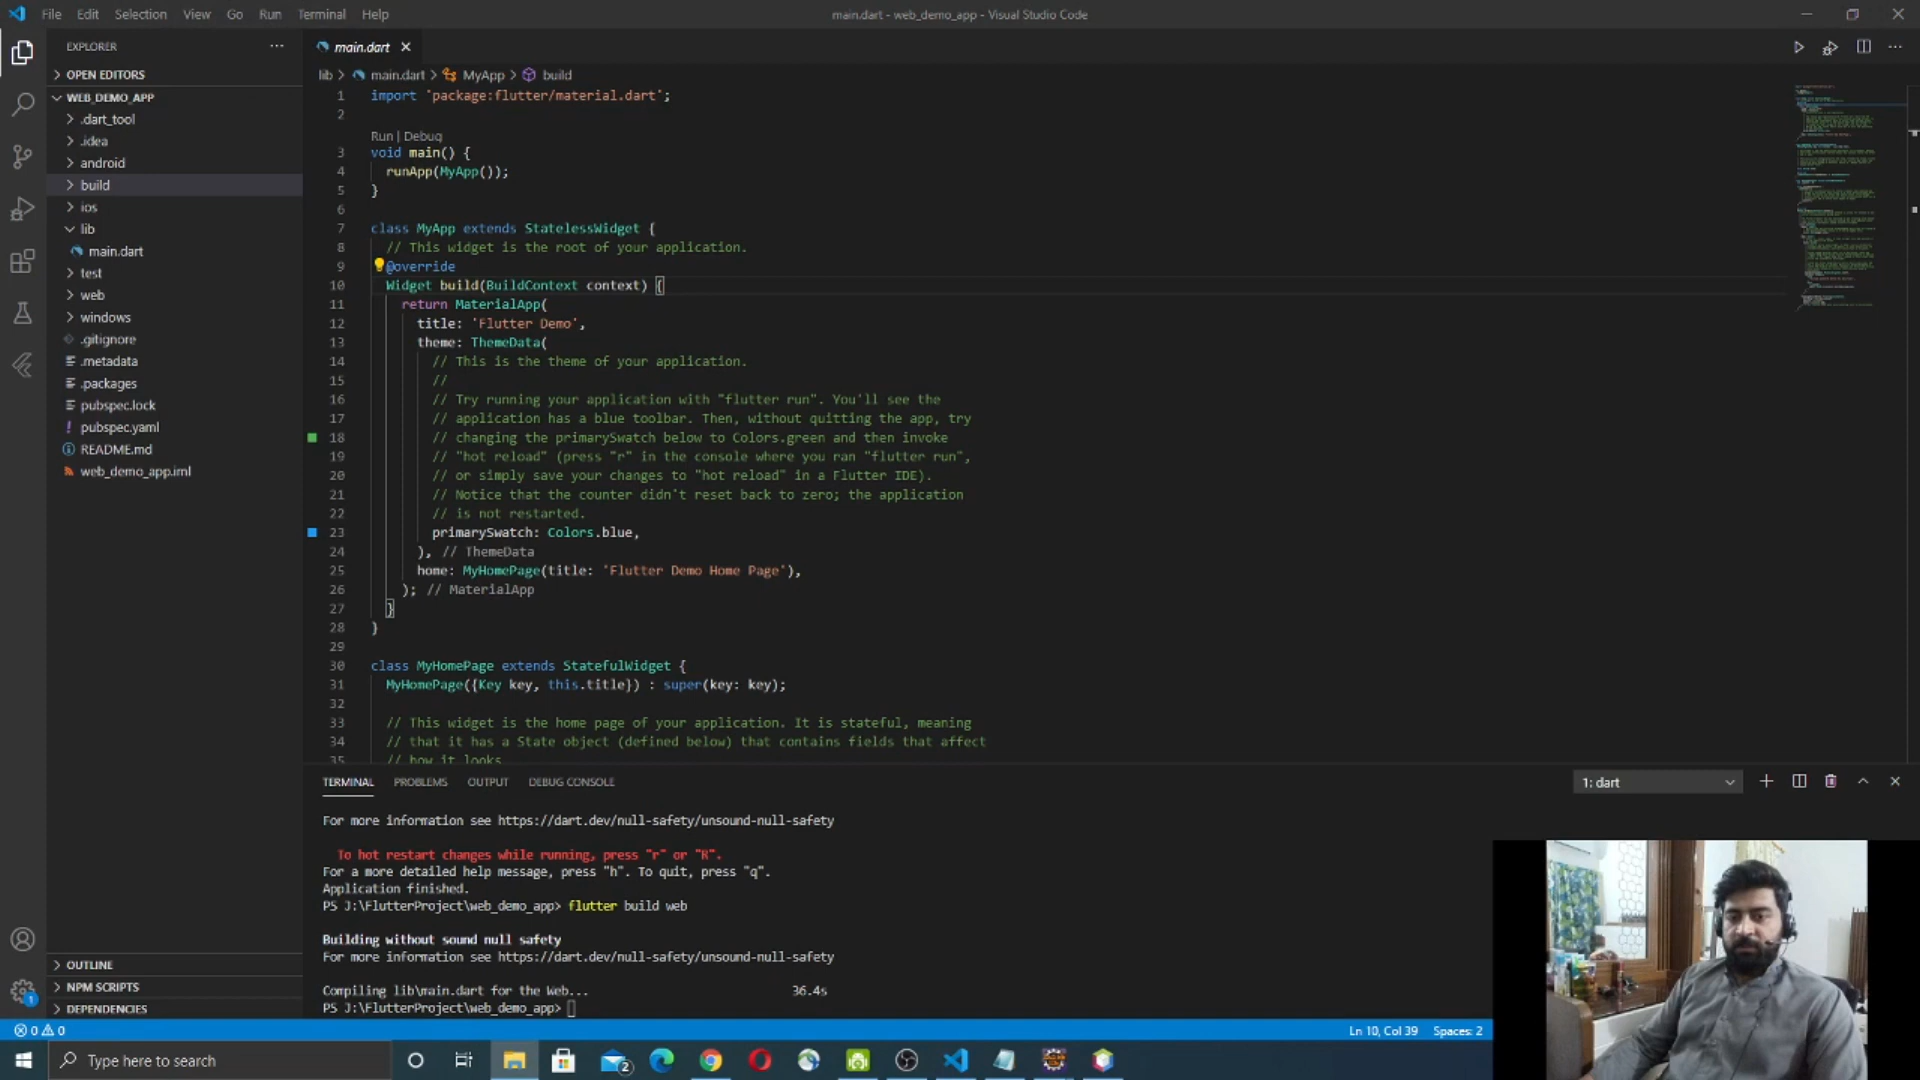 File Edit Selection View Go Run Terminal Help
main.dart - web_demo_app - Visual Studio Code
EXPLORER
OPEN EDITORS
WEB_DEMO_APP
.dart_tool
.idea
android
build
ios
lib
main.dart
test
web
windows
.gitignore
.metadata
.packages
pubspec.lock
pubspec.yaml
README.md
web_demo_app.iml
OUTLINE
NPM SCRIPTS
DEPENDENCIES
main.dart
lib > main.dart > MyApp > build
1 import 'package:flutter/material.dart';
2
Run | Debug
3 void main() {
4 runApp(MyApp());
5 }
6
7 class MyApp extends StatelessWidget {
8 // This widget is the root of your application.
9 @override
10 Widget build(BuildContext context) {
11 return MaterialApp(
12 title: 'Flutter Demo',
13 theme: ThemeData(
14 // This is the theme of your application.
15 //
16 // Try running your application with "flutter run". You'll see the
17 // application has a blue toolbar. Then, without quitting the app, try
18 // changing the primarySwatch below to Colors.green and then invoke
19 // "hot reload" (press "r" in the console where you ran "flutter run",
20 // or simply save your changes to "hot reload" in a Flutter IDE).
21 // Notice that the counter didn't reset back to zero; the application
22 // is not restarted.
23 primarySwatch: Colors.blue,
24 ), // ThemeData
25 home: MyHomePage(title: 'Flutter Demo Home Page'),
26 ); // MaterialApp
27 }
28 }
29
30 class MyHomePage extends StatefulWidget {
31 MyHomePage({Key key, this.title}) : super(key: key);
32
33 // This widget is the home page of your application. It is stateful, meaning
34 // that it has a State object (defined below) that contains fields that affect
35 // how it looks
TERMINAL PROBLEMS OUTPUT DEBUG CONSOLE
1: dart
For more information see https://dart.dev/null-safety/unsound-null-safety
To hot restart changes while running, press "r" or "R".
For a more detailed help message, press "h". To quit, press "q".
Application finished.
PS J:\FlutterProject\web_demo_app> flutter build web
Building without sound null safety
For more information see https://dart.dev/null-safety/unsound-null-safety
Compiling lib\main.dart for the Web... 36.4s
PS J:\FlutterProject\web_demo_app>
1
0 0
Ln 10, Col 39 Spaces: 2
Type here to search
2